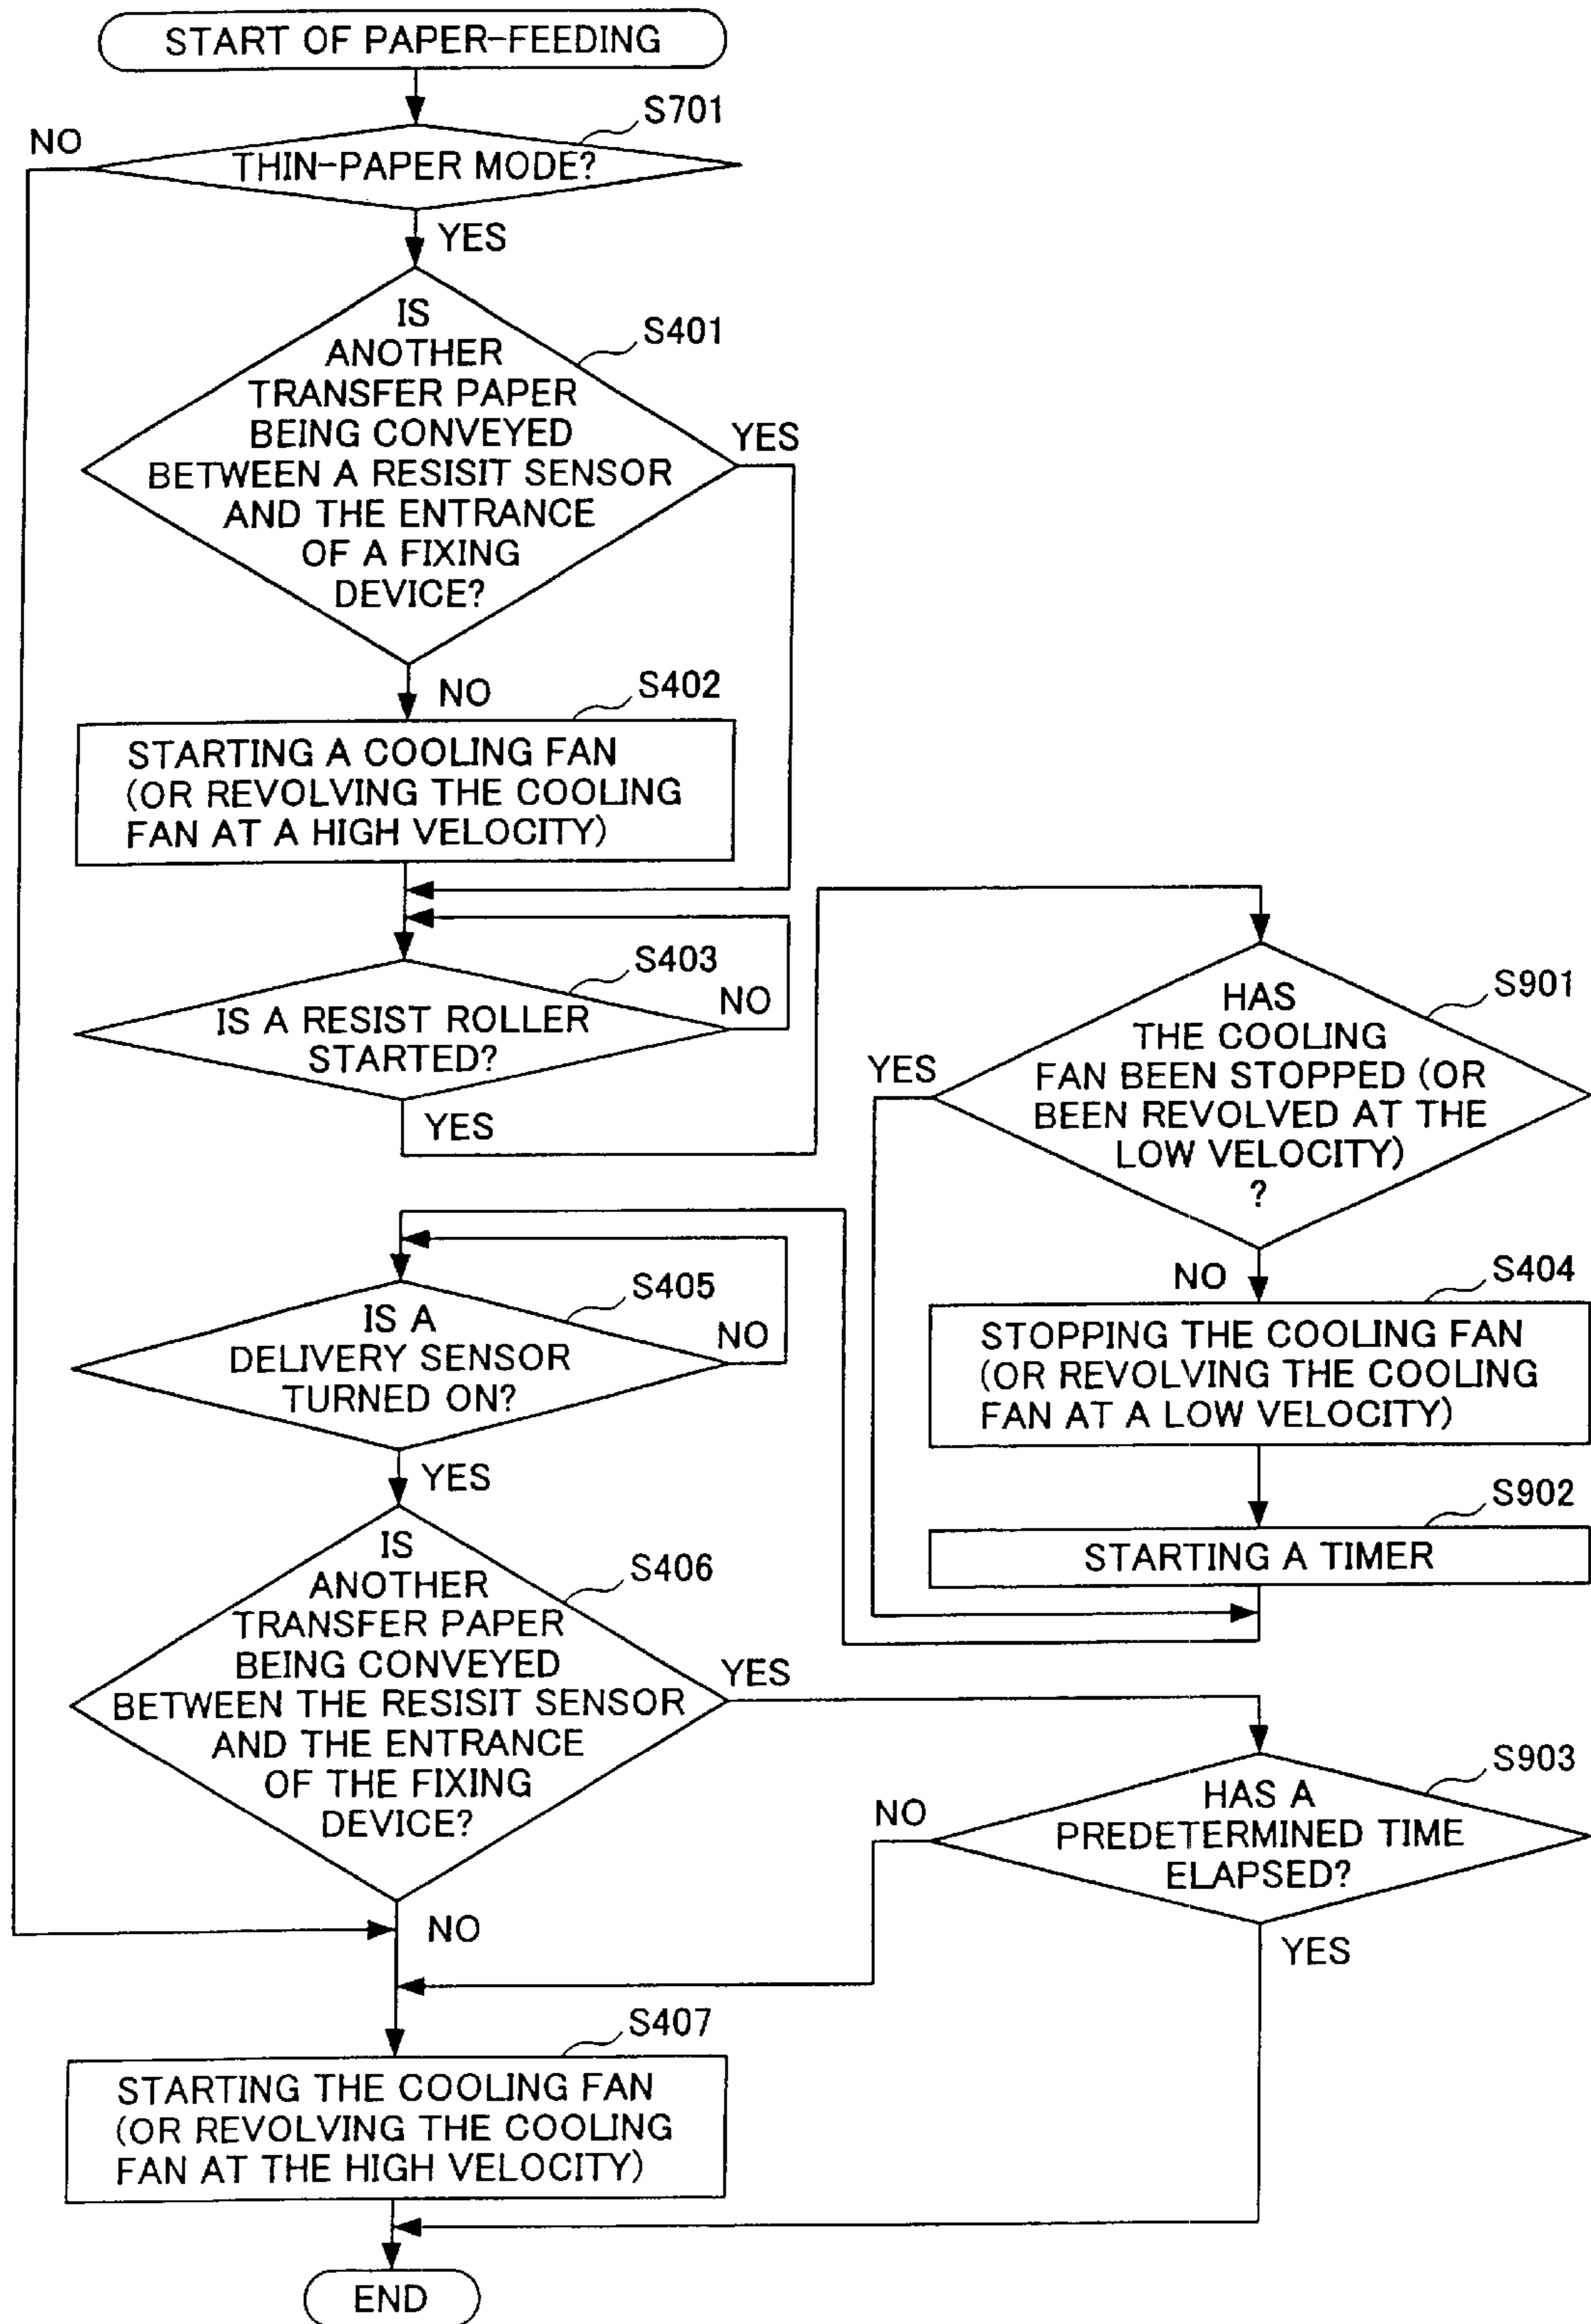 START OF PAPER-FEEDING
S701
NO
THIN-PAPER MODE?
YES
S401
IS
ANOTHER
TRANSFER PAPER
BEING CONVEYED
BETWEEN A RESISIT SENSOR
AND THE ENTRANCE
OF A FIXING
DEVICE?
YES
NO
S402
STARTING A COOLING FAN
(OR REVOLVING THE COOLING
FAN AT A HIGH VELOCITY)
S403
IS A RESIST ROLLER
STARTED?
NO
YES
S901
HAS
THE COOLING
FAN BEEN STOPPED (OR
BEEN REVOLVED AT THE
LOW VELOCITY)
?
YES
NO
S404
STOPPING THE COOLING FAN
(OR REVOLVING THE COOLING
FAN AT A LOW VELOCITY)
S902
STARTING A TIMER
S405
IS A
DELIVERY SENSOR
TURNED ON?
NO
YES
S406
IS
ANOTHER
TRANSFER PAPER
BEING CONVEYED
BETWEEN THE RESISIT SENSOR
AND THE ENTRANCE
OF THE FIXING
DEVICE?
YES
NO
S903
HAS A
PREDETERMINED TIME
ELAPSED?
NO
YES
S407
STARTING THE COOLING FAN
(OR REVOLVING THE COOLING
FAN AT THE HIGH VELOCITY)
END